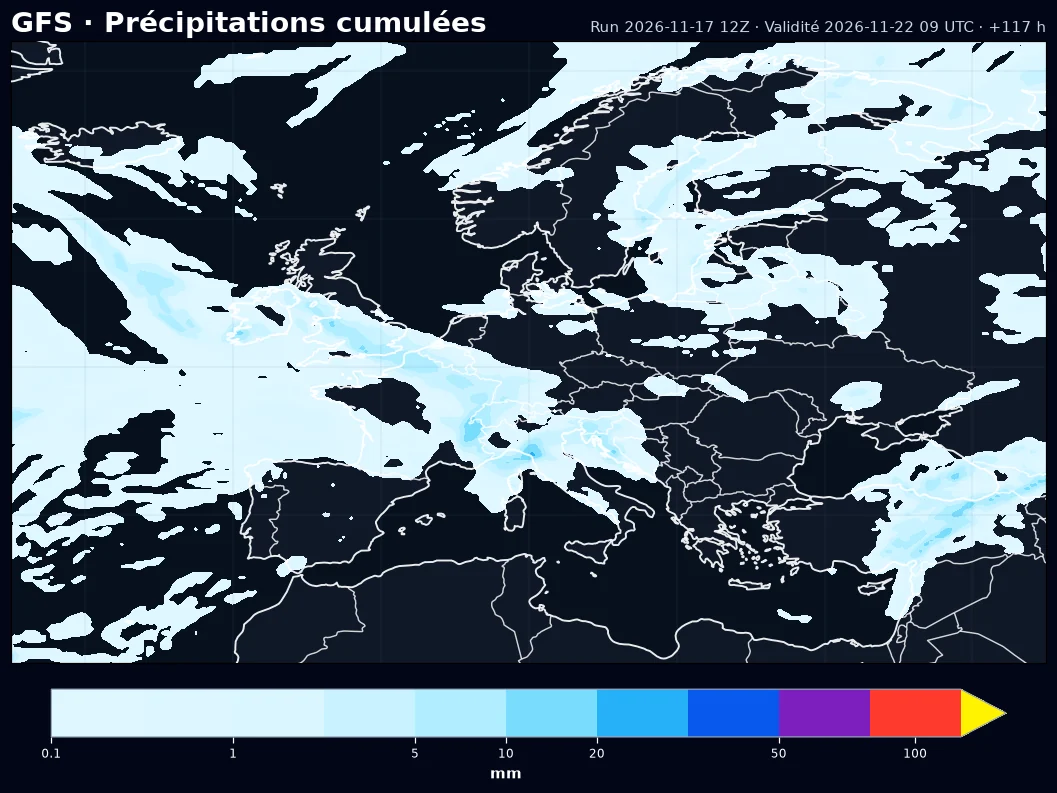 GFS · Précipitations cumulées
Run 2026-11-17 12Z · Validité 2026-11-22 09 UTC · +117 h
0.1 1 5 10 20 50 100
mm